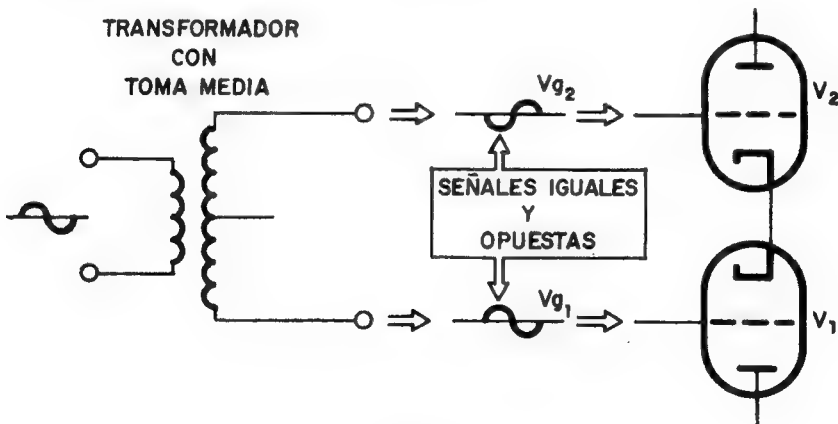 TRANSFORMADOR
CON
TOMA MEDIA
Vg2
V2
SEÑALES IGUALES
Y
OPUESTAS
Vg1
V1